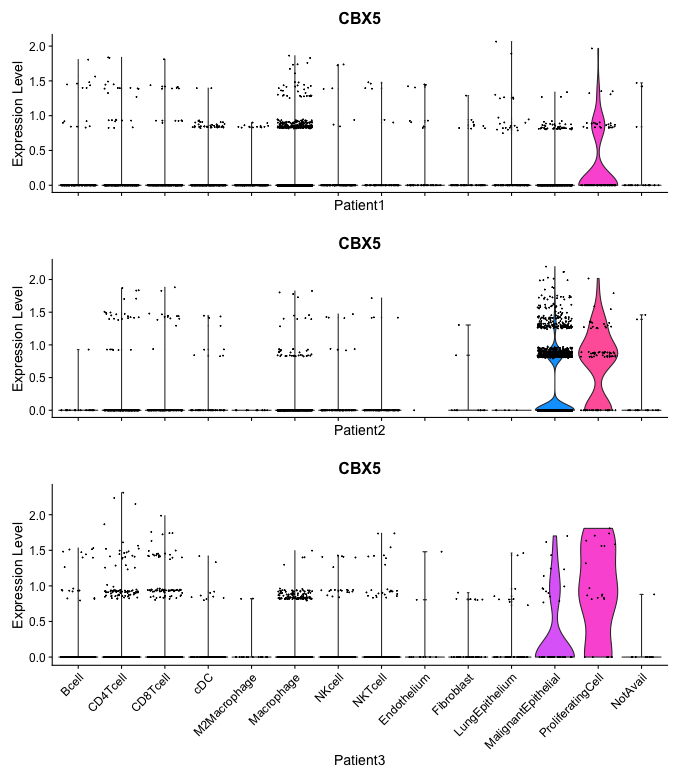 CBX5
Expression Level
2.0
1.5
1.0
0.5
0.0
Patient1
CBX5
Expression Level
2.0
1.5
1.0
0.5
0.0
Patient2
CBX5
Expression Level
2.0
1.5
1.0
0.5
0.0
Bcell
CD4Tcell
CD8Tcell
cDC
M2Macrophage
Macrophage
NKcell
NKTcell
Endothelium
Fibroblast
LungEpithelium
MalignantEpithelial
ProliferatingCell
NotAvail
Patient3